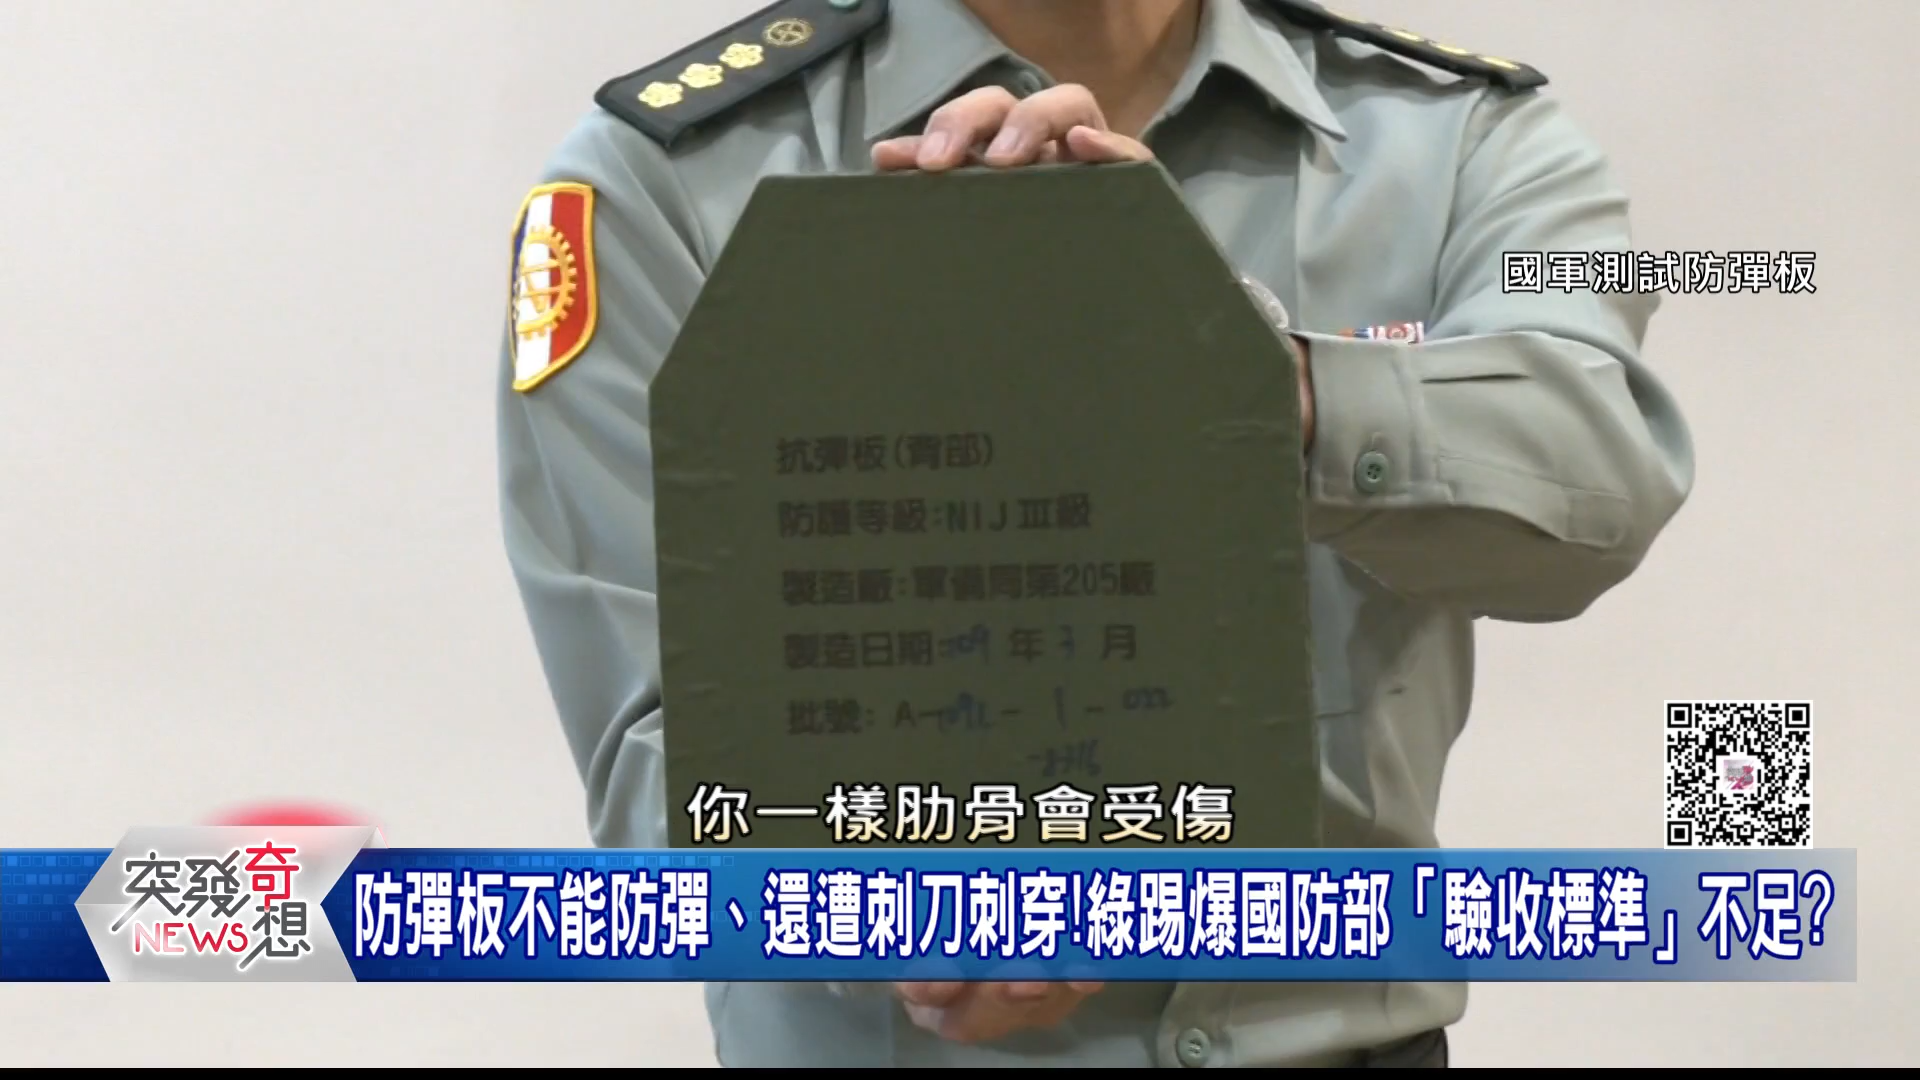 國軍測試防彈板
抗彈板(背部)
防護等級:NIJ III級
製造廠:軍備局第205廠
製造日期:109 年 月
批號: A- - 1 - 022
你一樣肋骨會受傷
突發奇想
NEWS
防彈板不能防彈、還遭刺刀刺穿!綠踢爆國防部「驗收標準」不足?